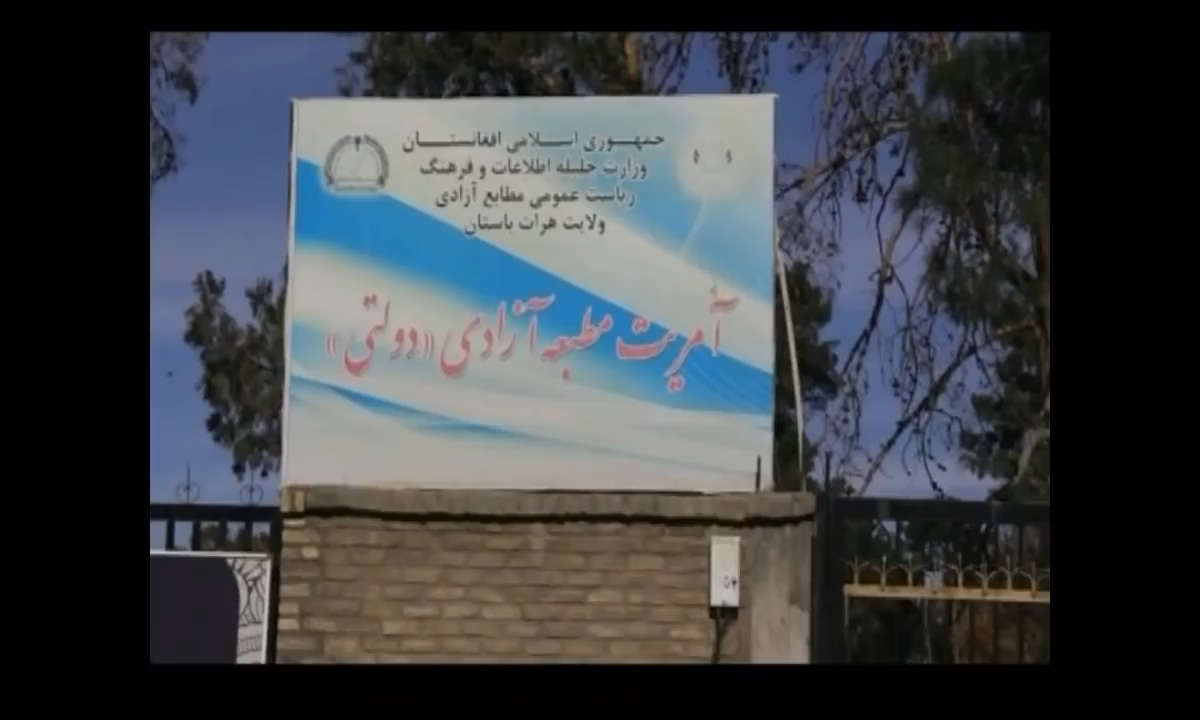 جمهوری اسلامی افغانستان
وزارت جلیله اطلاعات و فرهنگ
ریاست عمومی مطابع آزادی
ولایت هرات باستان
آمریت مطبعه آزادی «دولتی»